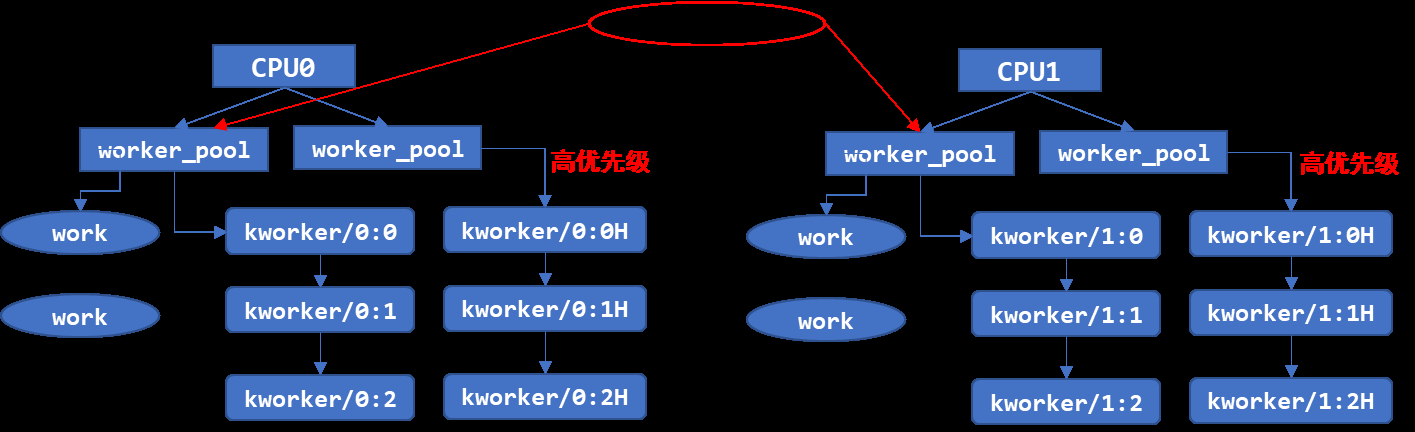 CPU0
CPU1
worker_pool
worker_pool
高优先级
worker_pool
worker_pool
高优先级
work
kworker/0:0
kworker/0:0H
work
kworker/1:0
kworker/1:0H
work
kworker/0:1
kworker/0:1H
work
kworker/1:1
kworker/1:1H
kworker/0:2
kworker/0:2H
kworker/1:2
kworker/1:2H